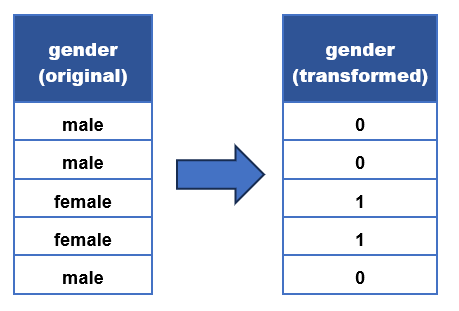 gender gender
(original) (transformed)
male 0
male 0
female 1
female 1
male 0